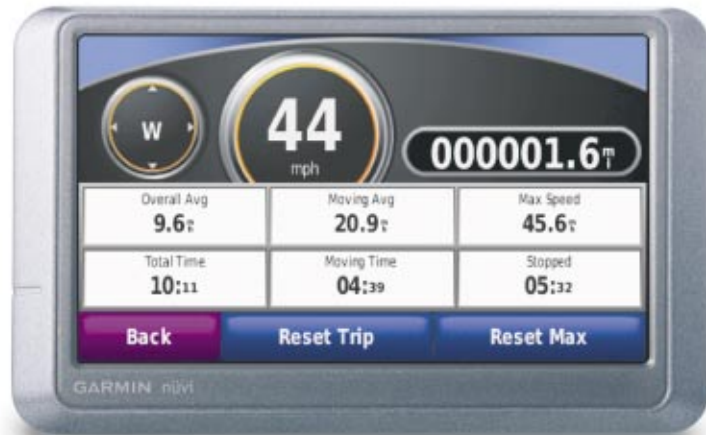 W
44
mph
000001.6 mi
Overall Avg
Moving Avg
Max Speed
9.6
20.9
45.6
Total Time
Moving Time
Stopped
10:11
04:39
05:32
Back
Reset Trip
Reset Max
GARMIN nüvi